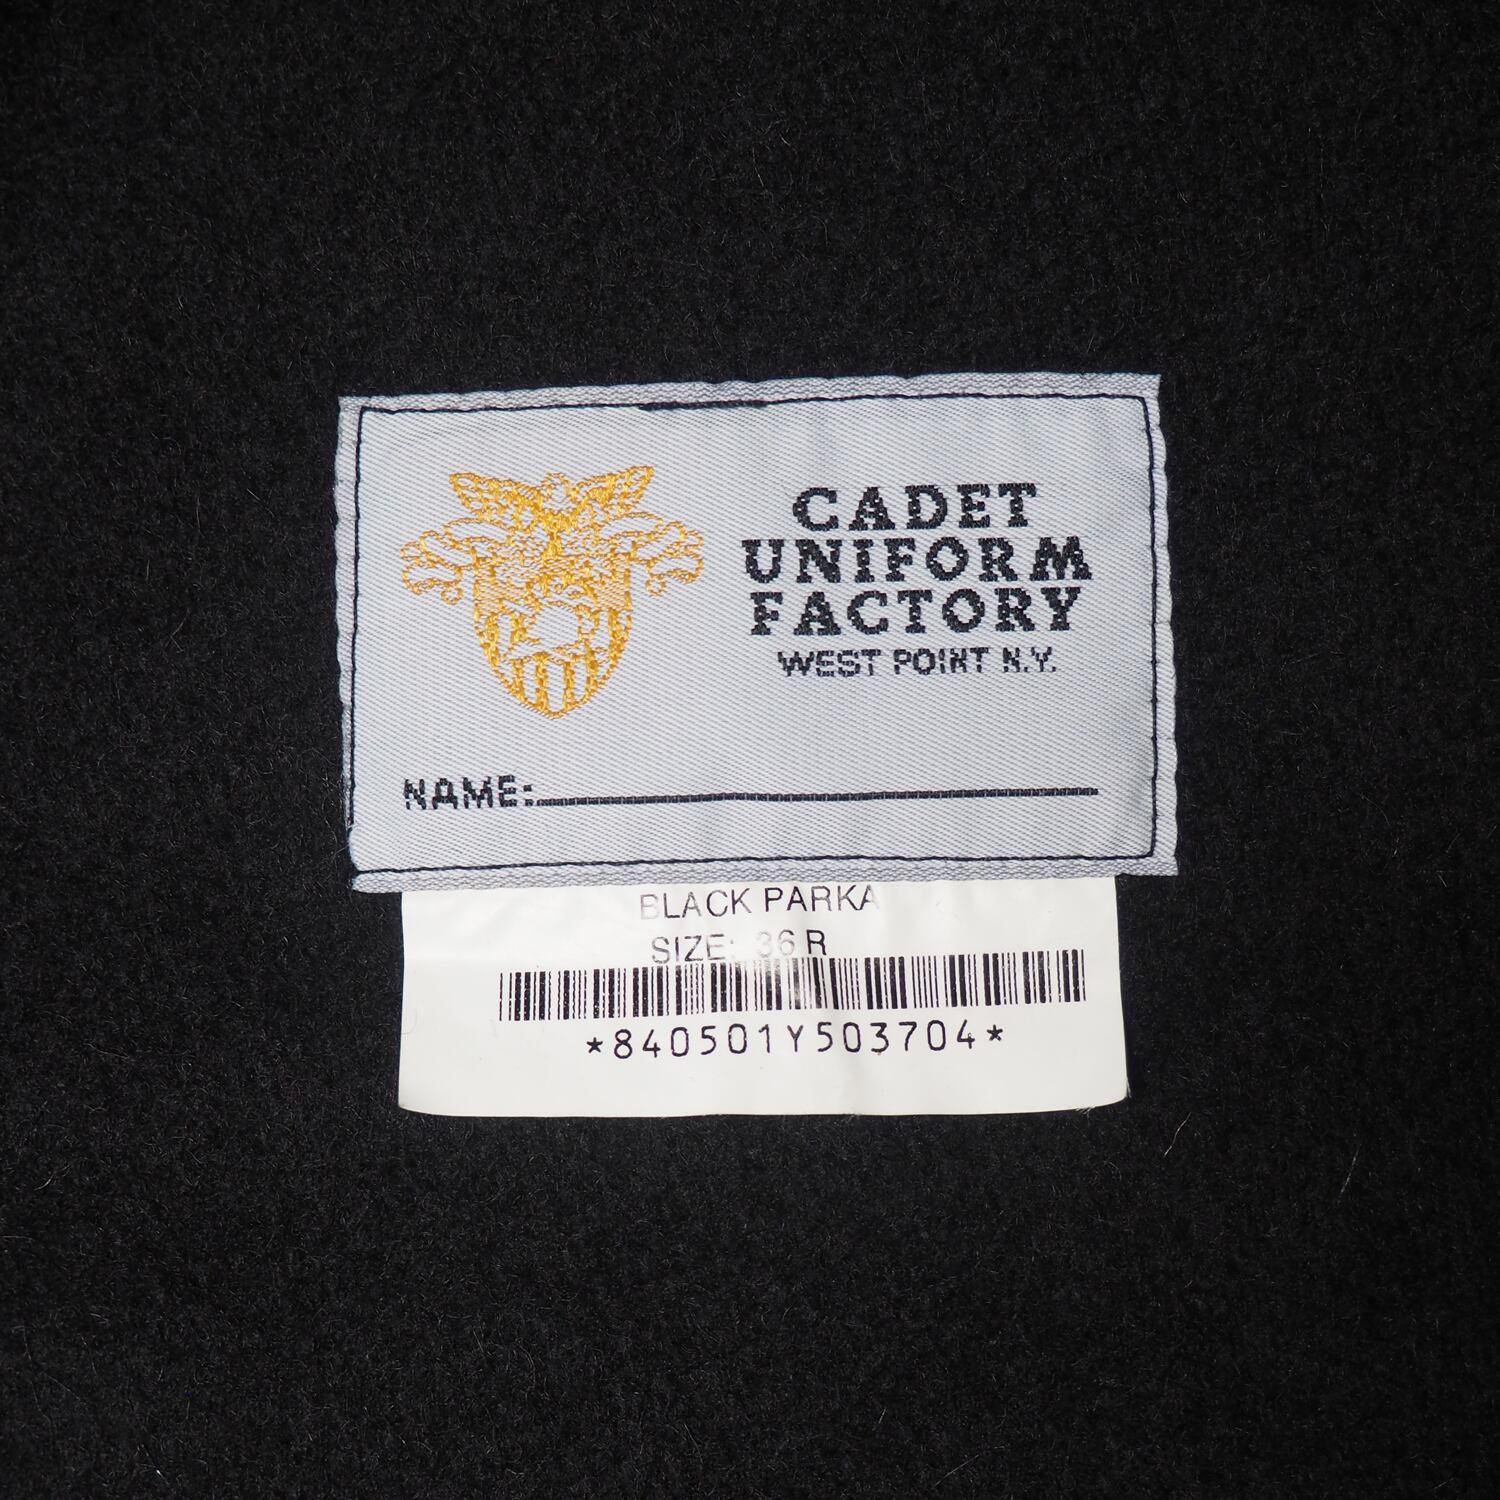 CADET
UNIFORM
FACTORY
WEST POINT N.Y.
NAME:
BLACK PARKA
SIZE: 36 R
*840501Y503704*